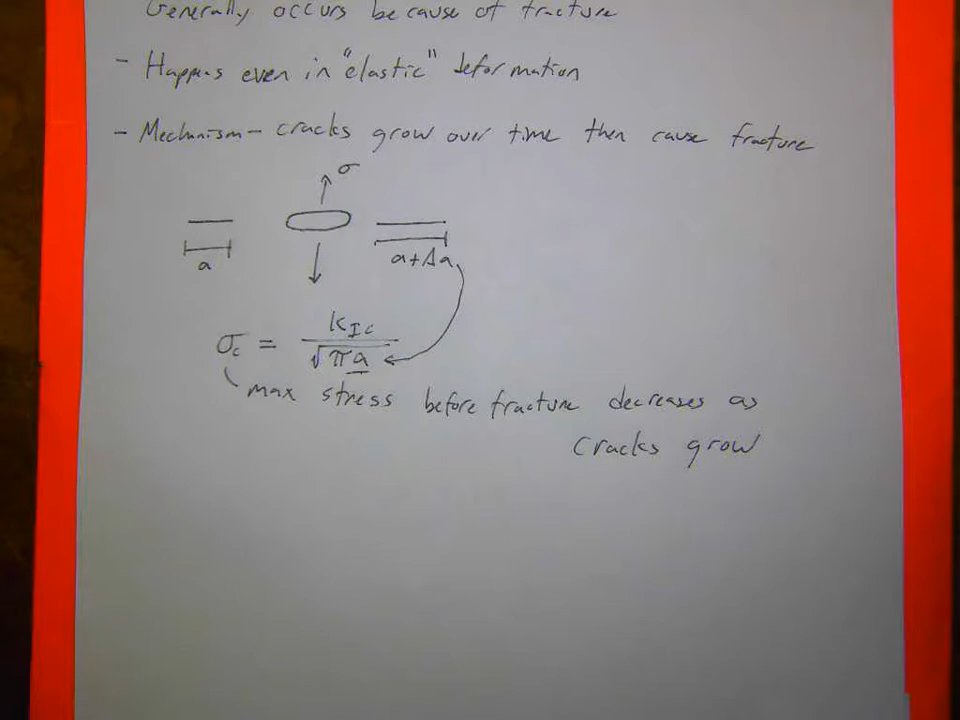 Generally occurs because of fracture
- Happens even in "elastic" deformation
- Mechanism - cracks grow over time then cause fracture
σ
a
a+Δa
σc = KIc / √πa
max stress before fracture decreases as
cracks grow